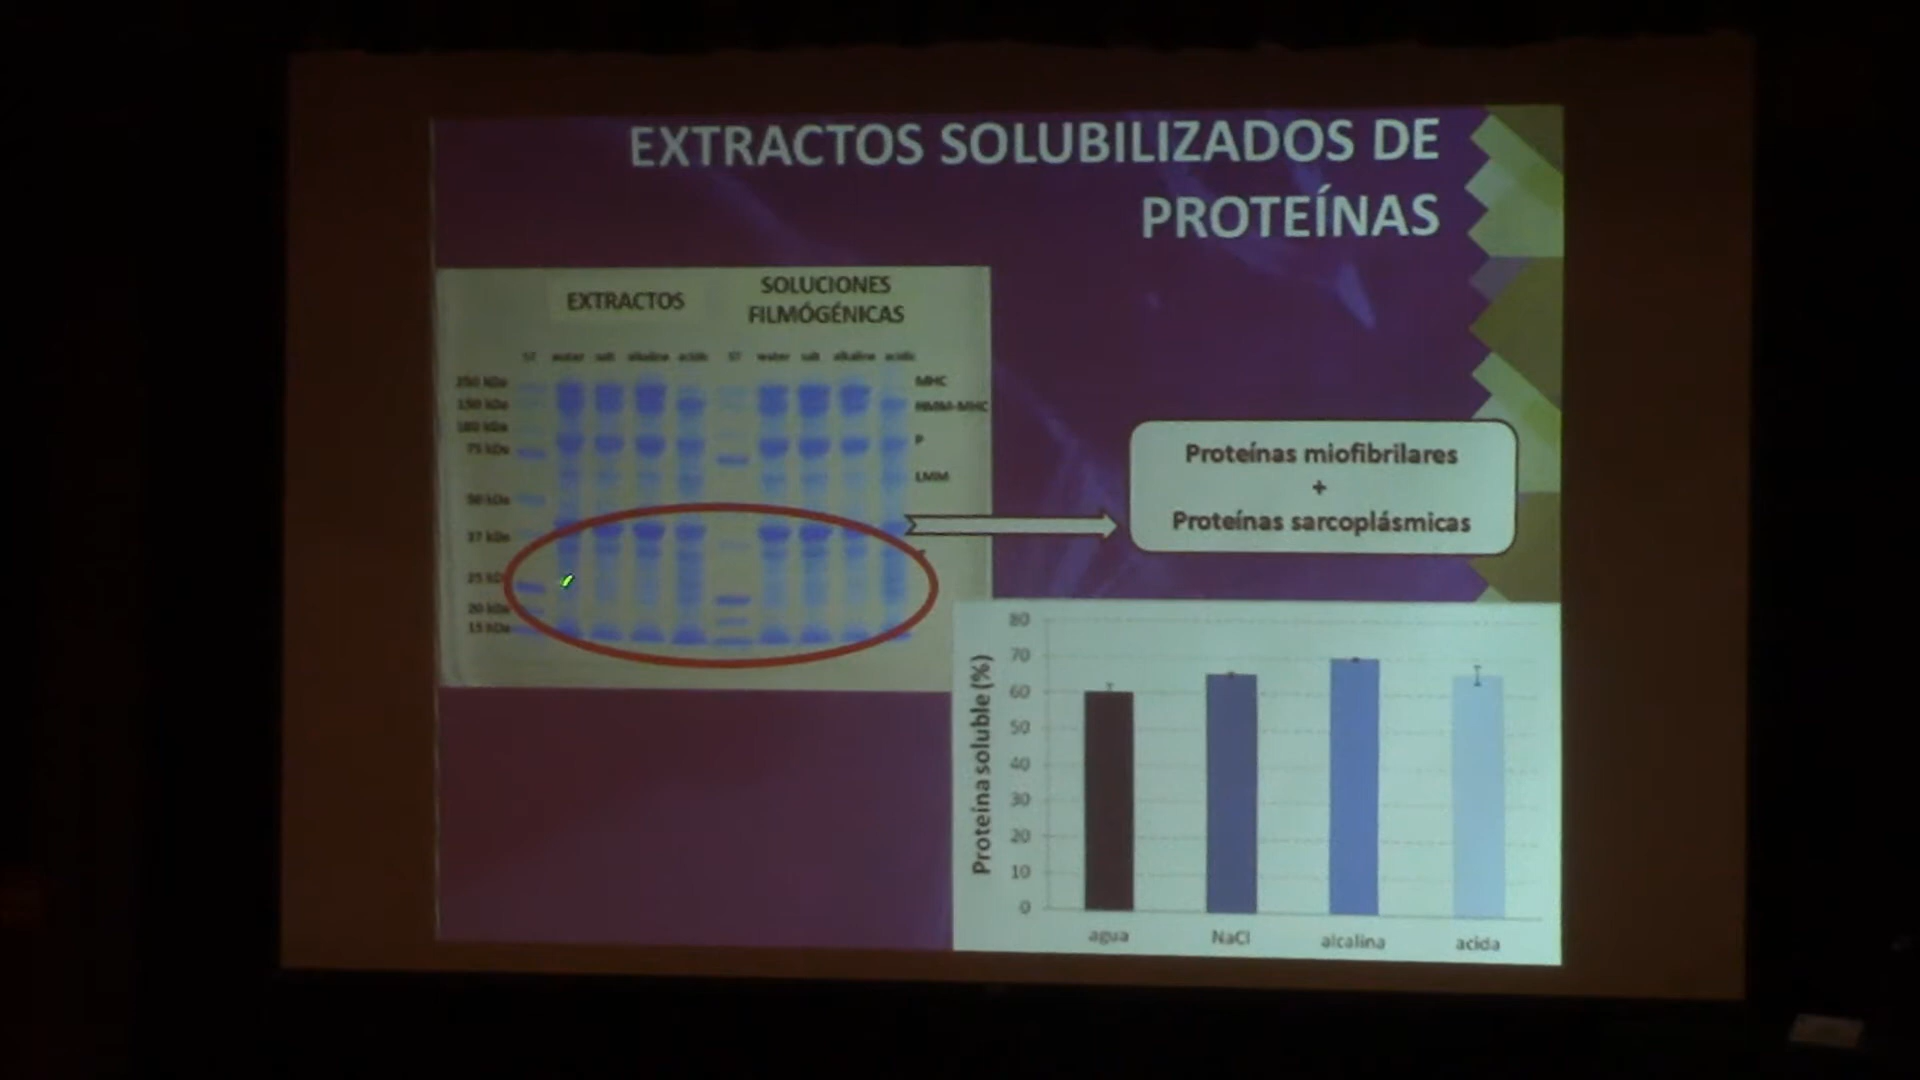 EXTRACTOS SOLUBILIZADOS DE
PROTEÍNAS
EXTRACTOS
SOLUCIONES
FILMÓGÉNICAS
ST water salt alkaline acidic ST water salt alkaline acidic
250 kDa
150 kDa
100 kDa
75 kDa
50 kDa
37 kDa
25 kD
20 kDa
15 kDa
MHC
HMM-MHC
P
LMM
Proteínas miofibrilares
+
Proteínas sarcoplásmicas
Proteína soluble (%)
80
70
60
50
40
30
20
10
0
agua NaCl alcalina acida